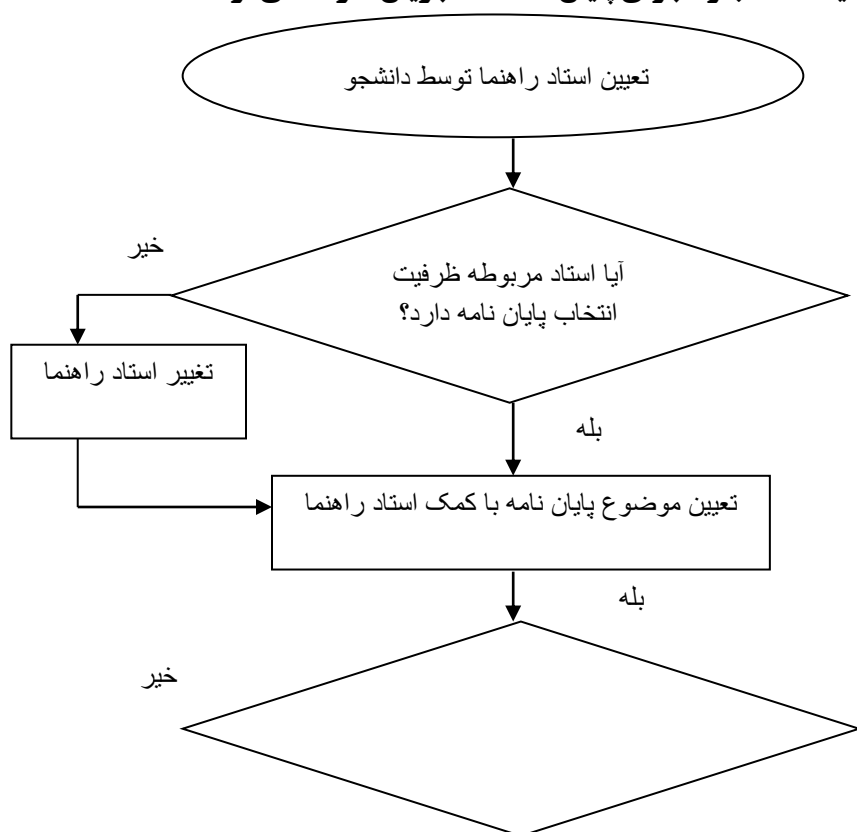 تعیین استاد راهنما توسط دانشجو
خیر
آیا استاد مربوطه ظرفیت
انتخاب پایان نامه دارد؟
تغییر استاد راهنما
بله
تعیین موضوع پایان نامه با کمک استاد راهنما
بله
خیر